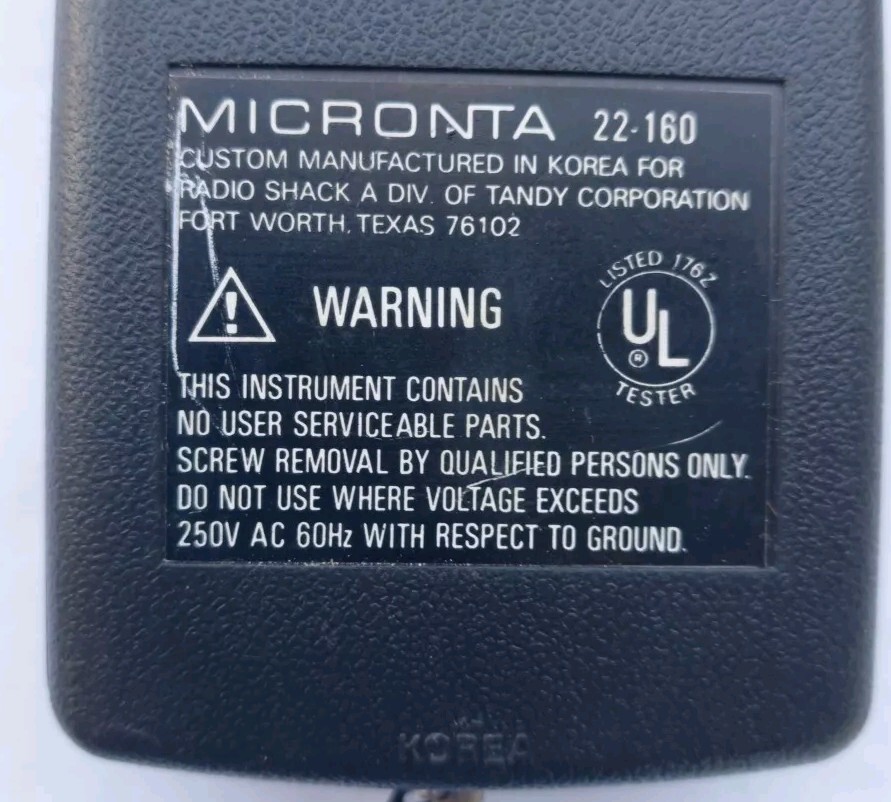 MICRONTA 22-160
CUSTOM MANUFACTURED IN KOREA FOR
RADIO SHACK A DIV. OF TANDY CORPORATION
FORT WORTH, TEXAS 76102
LISTED 176Z
UL
®
TESTER
WARNING
THIS INSTRUMENT CONTAINS
NO USER SERVICEABLE PARTS.
SCREW REMOVAL BY QUALIFIED PERSONS ONLY.
DO NOT USE WHERE VOLTAGE EXCEEDS
250V AC 60Hz WITH RESPECT TO GROUND.
KOREA